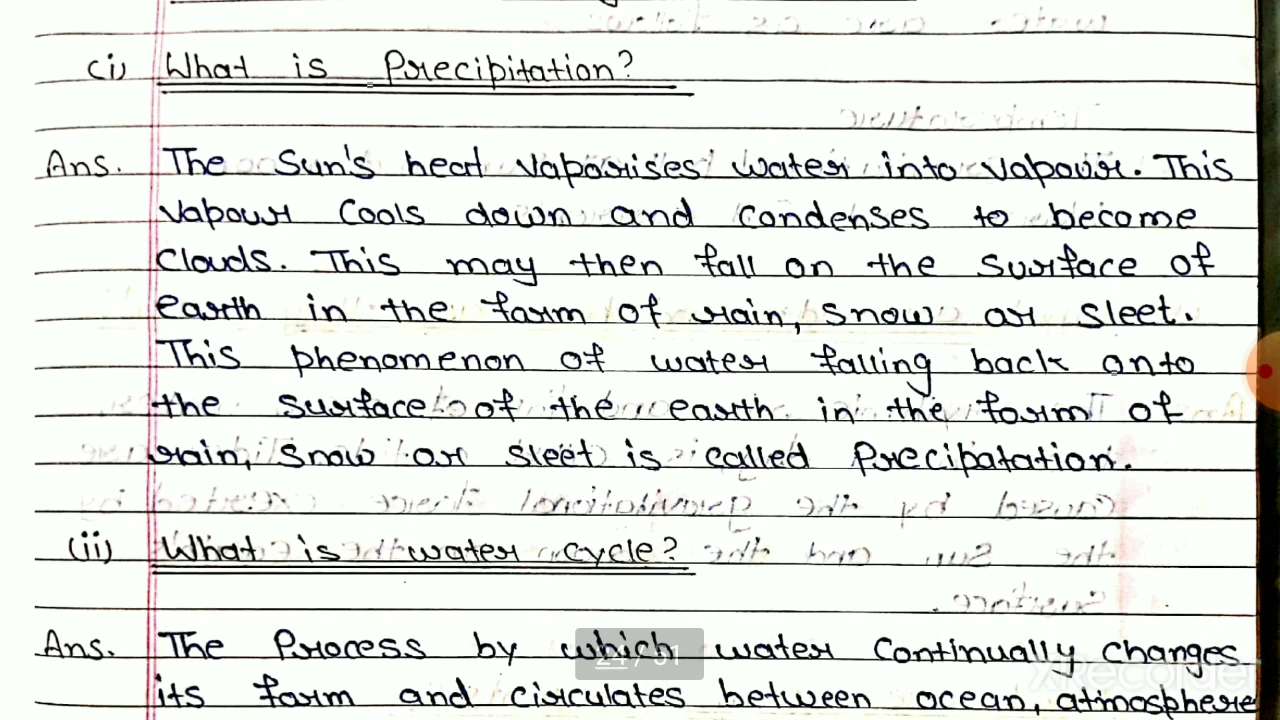 (i) What is Precipitation?
Ans. The Sun's heat vaporises water into vapour. This
vapour cools down and condenses to become
clouds. This may then fall on the surface of
earth in the form of rain, snow or sleet.
This phenomenon of water falling back onto
the surface of the earth in the form of
rain, snow or sleet is called Precipatation.
(ii) What is water cycle?
Ans. The Process by which water continually changes
24 / 51
its form and circulates between ocean, atmosphere
XRecorder